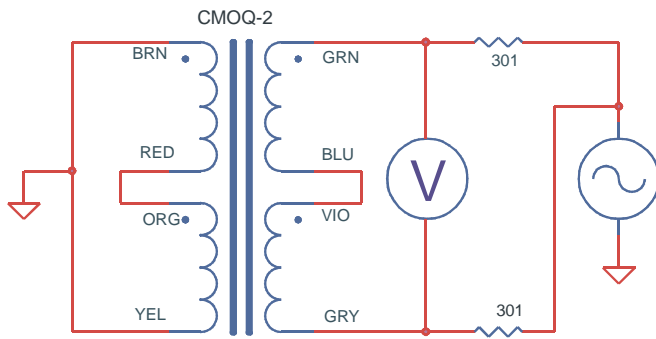 CMOQ-2
BRN
GRN
301
RED
BLU
V
ORG
VIO
YEL
GRY
301